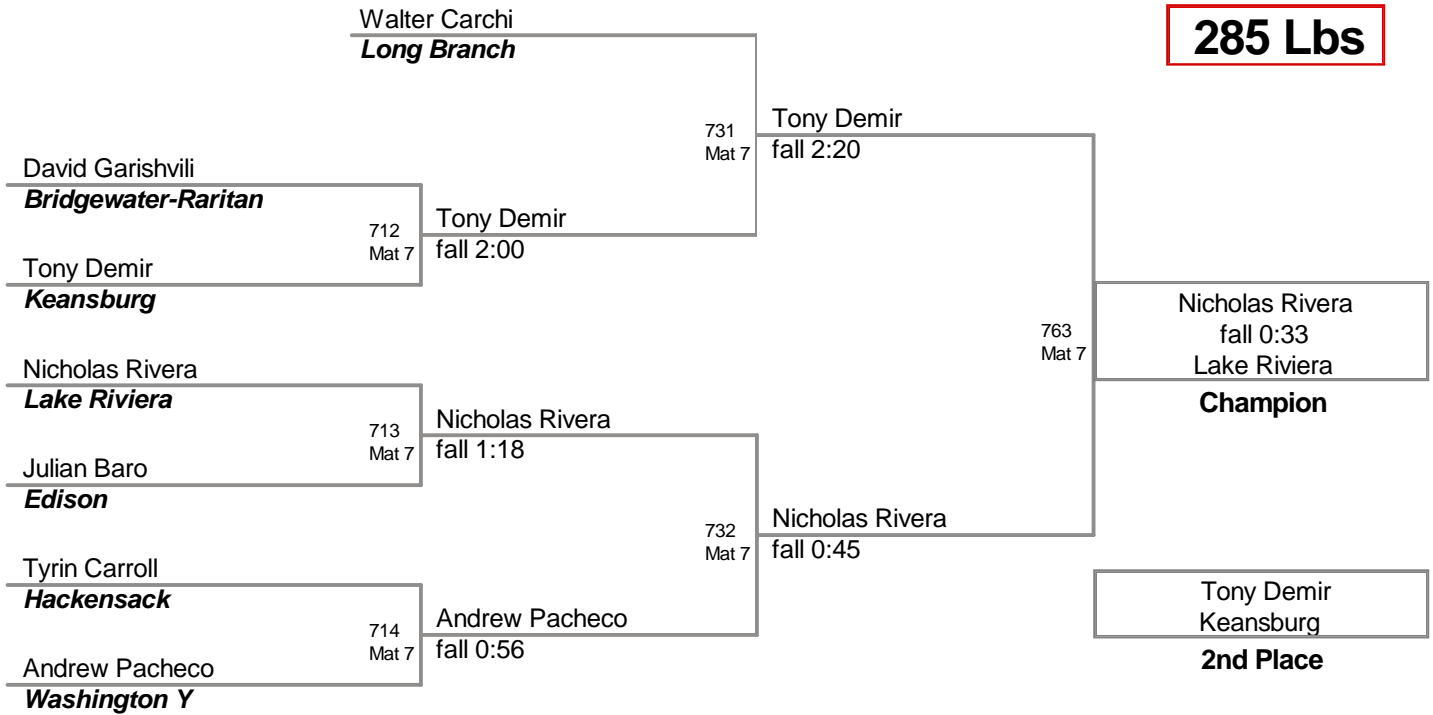 Walter Carchi
Long Branch
285 Lbs
731
Mat 7
Tony Demir
fall 2:20
David Garishvili
Bridgewater-Raritan
712
Mat 7
Tony Demir
fall 2:00
Tony Demir
Keansburg
763
Mat 7
Nicholas Rivera
fall 0:33
Lake Riviera
Champion
Nicholas Rivera
Lake Riviera
713
Mat 7
Nicholas Rivera
fall 1:18
Julian Baro
Edison
732
Mat 7
Nicholas Rivera
fall 0:45
Tyrin Carroll
Hackensack
714
Mat 7
Andrew Pacheco
fall 0:56
Andrew Pacheco
Washington Y
Tony Demir
Keansburg
2nd Place